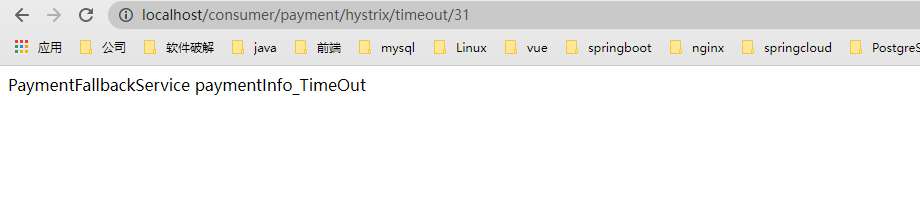 localhost/consumer/payment/hystrix/timeout/31
应用 公司 软件破解 java 前端 mysql Linux vue springboot nginx springcloud PostgreS
PaymentFallbackService paymentInfo_TimeOut